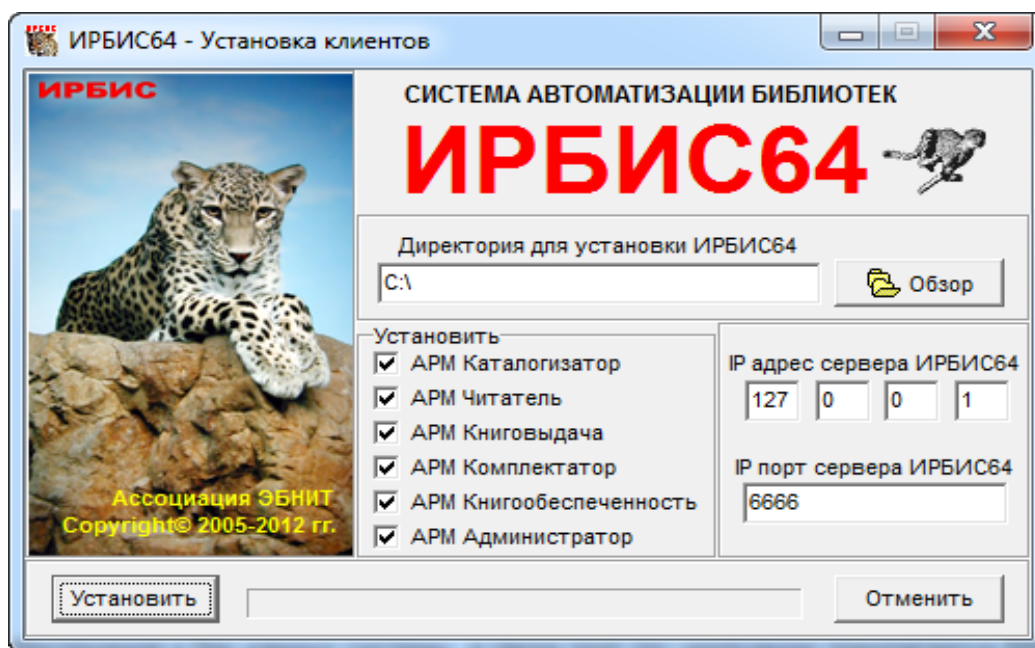 ИРБИС64 - Установка клиентов
ИРБИС
СИСТЕМА АВТОМАТИЗАЦИИ БИБЛИОТЕК
ИРБИС64
Директория для установки ИРБИС64
C:\
Обзор
Установить
АРМ Каталогизатор
АРМ Читатель
АРМ Книговыдача
АРМ Комплектатор
АРМ Книгообеспеченность
АРМ Администратор
IP адрес сервера ИРБИС64
127 0 0 1
IP порт сервера ИРБИС64
6666
Ассоциация ЭБНИТ
Copyright© 2005-2012 гг.
Установить
Отменить